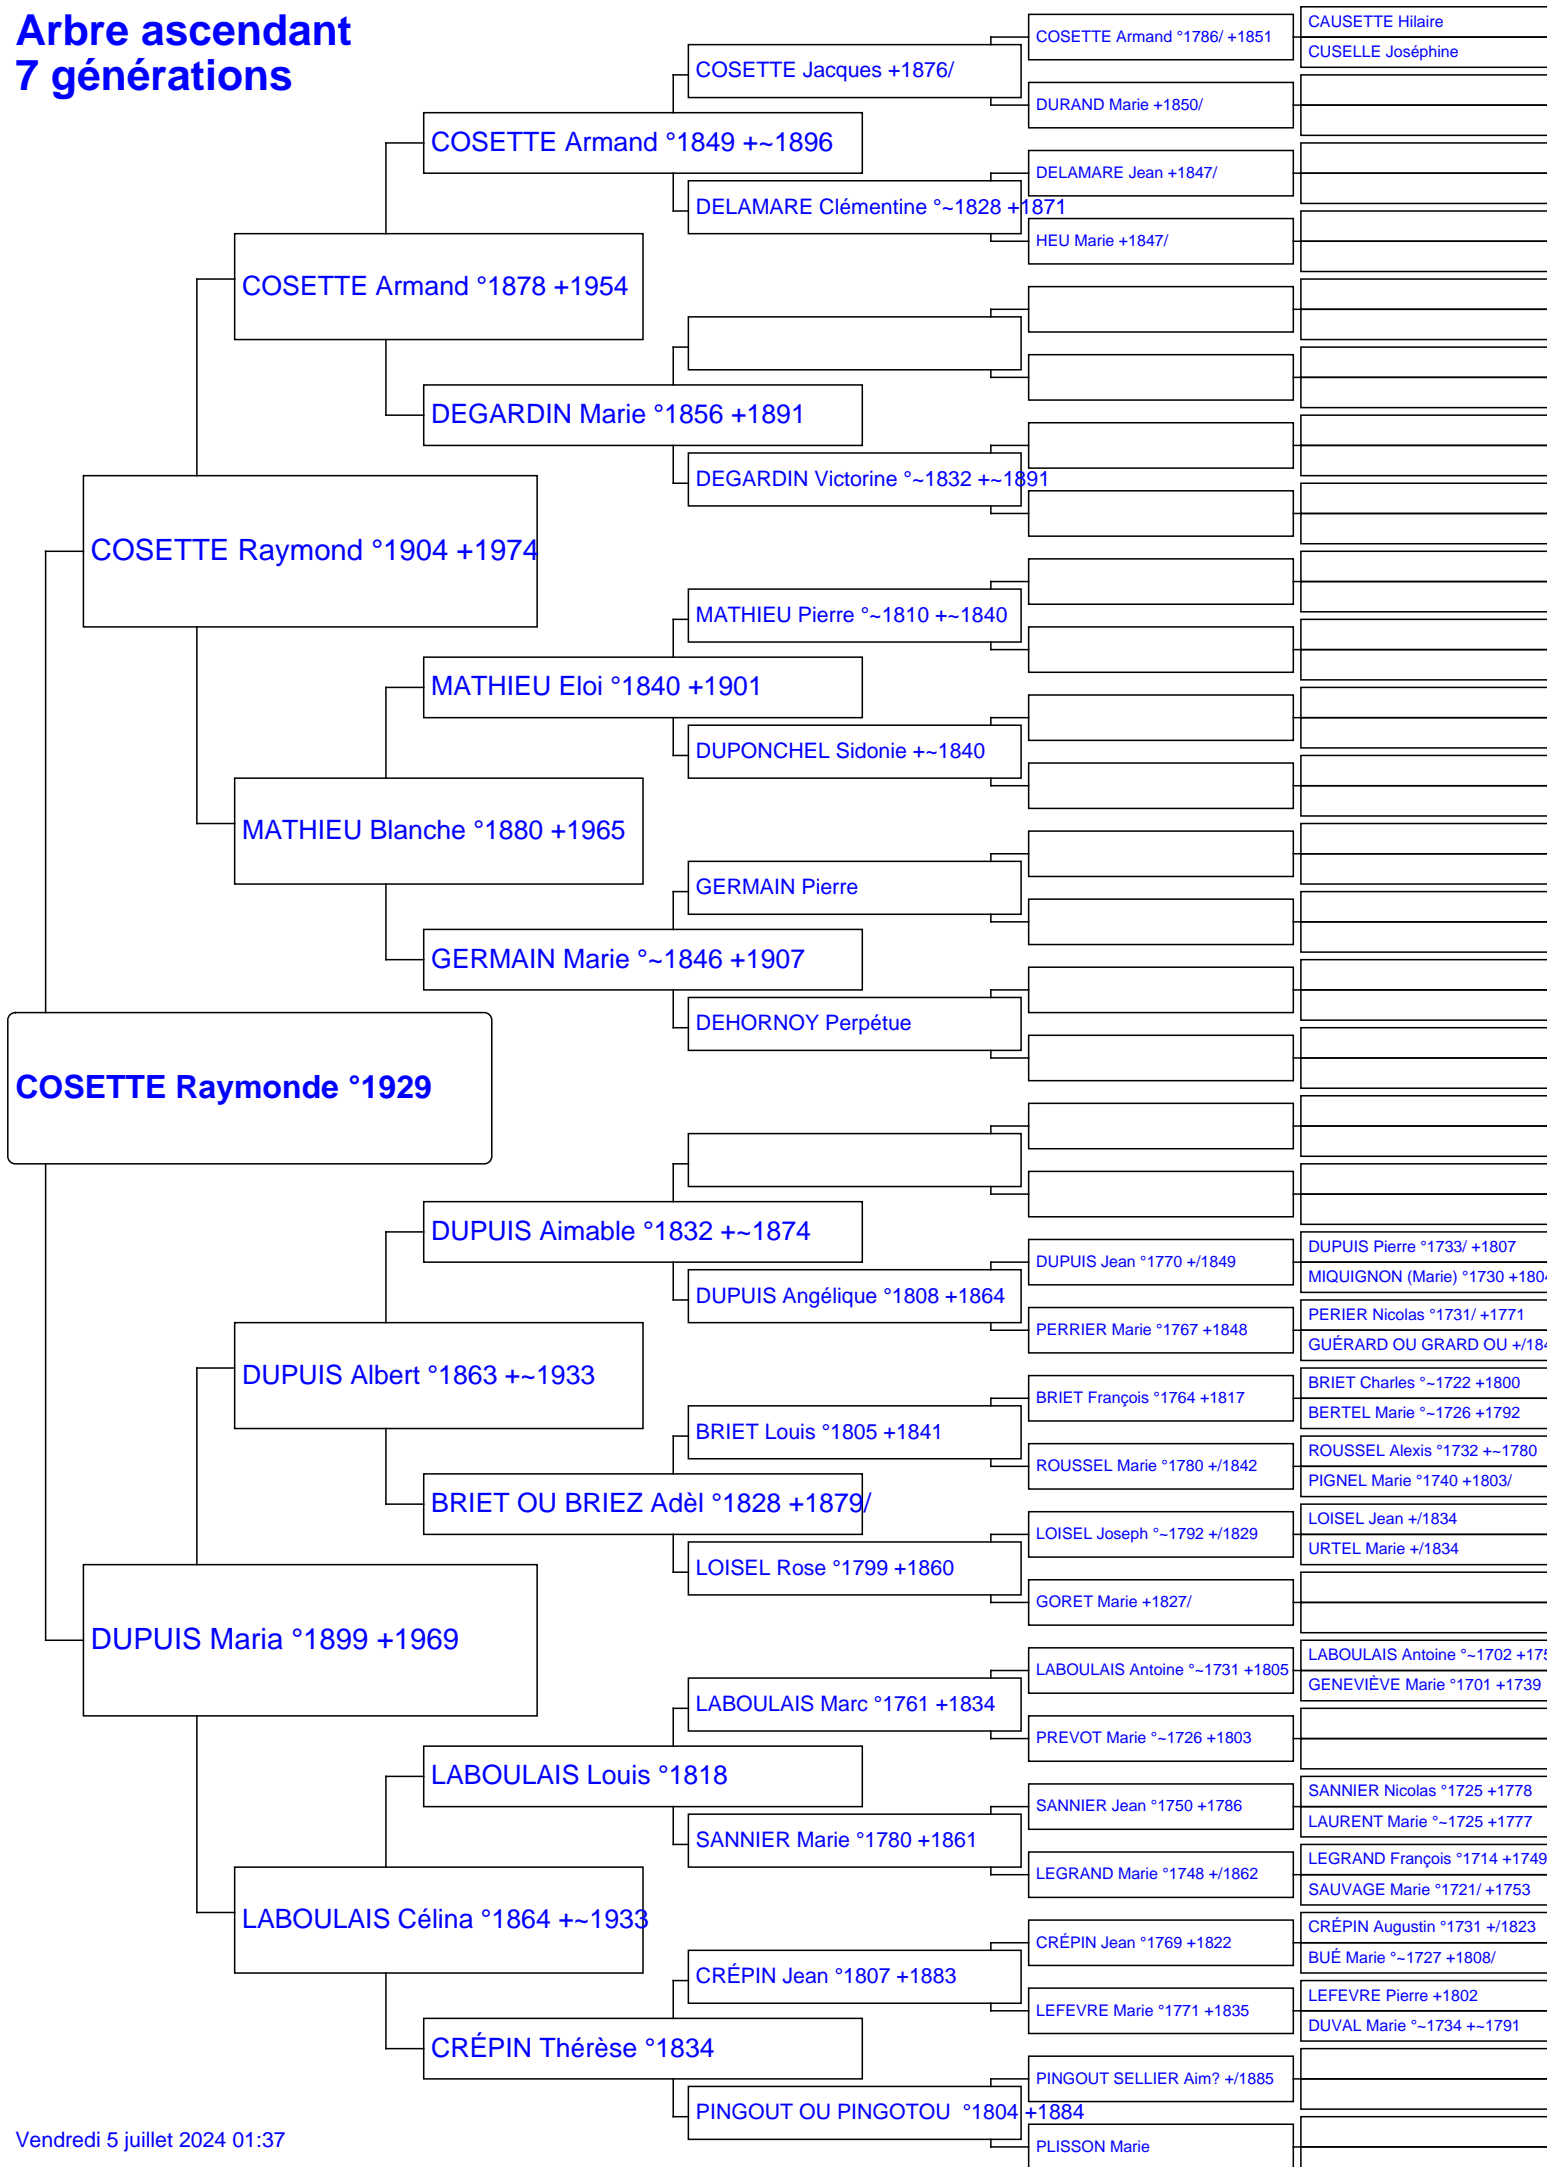 Arbre ascendant
7 générations
COSETTE Raymonde °1929
COSETTE Raymond °1904 +1974
DUPUIS Maria °1899 +1969
COSETTE Armand °1878 +1954
MATHIEU Blanche °1880 +1965
DUPUIS Albert °1863 +~1933
LABOULAIS Célina °1864 +~1933
COSETTE Armand °1849 +~1896
DEGARDIN Marie °1856 +1891
MATHIEU Eloi °1840 +1901
GERMAIN Marie °~1846 +1907
DUPUIS Aimable °1832 +~1874
BRIET OU BRIEZ Adèl °1828 +1879/
LABOULAIS Louis °1818
CRÉPIN Thérèse °1834
COSETTE Jacques +1876/
DELAMARE Clémentine °~1828 +1871
DEGARDIN Victorine °~1832 +~1891
MATHIEU Pierre °~1810 +~1840
DUPONCHEL Sidonie +~1840
GERMAIN Pierre
DEHORNOY Perpétue
DUPUIS Angélique °1808 +1864
BRIET Louis °1805 +1841
LOISEL Rose °1799 +1860
LABOULAIS Marc °1761 +1834
SANNIER Marie °1780 +1861
CRÉPIN Jean °1807 +1883
PINGOUT OU PINGOTOU °1804 +1884
COSETTE Armand °1786/ +1851
DURAND Marie +1850/
DELAMARE Jean +1847/
HEU Marie +1847/
DUPUIS Jean °1770 +/1849
PERRIER Marie °1767 +1848
BRIET François °1764 +1817
ROUSSEL Marie °1780 +/1842
LOISEL Joseph °~1792 +/1829
GORET Marie +1827/
LABOULAIS Antoine °~1731 +1805
PREVOT Marie °~1726 +1803
SANNIER Jean °1750 +1786
LEGRAND Marie °1748 +/1862
CRÉPIN Jean °1769 +1822
LEFEVRE Marie °1771 +1835
PINGOUT SELLIER Aim? +/1885
PLISSON Marie
CAUSETTE Hilaire
CUSELLE Joséphine
DUPUIS Pierre °1733/ +1807
MIQUIGNON (Marie) °1730 +1804
PERIER Nicolas °1731/ +1771
GUÉRARD OU GRARD OU
BRIET Charles °~1722 +1800
BERTEL Marie °~1726 +1792
ROUSSEL Alexis °1732 +~1780
PIGNEL Marie °1740 +1803/
LOISEL Jean +/1834
URTEL Marie +/1834
LABOULAIS Antoine °~1702
GENEVIÈVE Marie °1701 +1739
SANNIER Nicolas °1725 +1778
LAURENT Marie °~1725 +1777
LEGRAND François °1714 +1749
SAUVAGE Marie °1721/ +1753
CRÉPIN Augustin °1731 +/1823
BUÉ Marie °~1727 +1808/
LEFEVRE Pierre +1802
DUVAL Marie °~1734 +~1791
Vendredi 5 juillet 2024 01:37